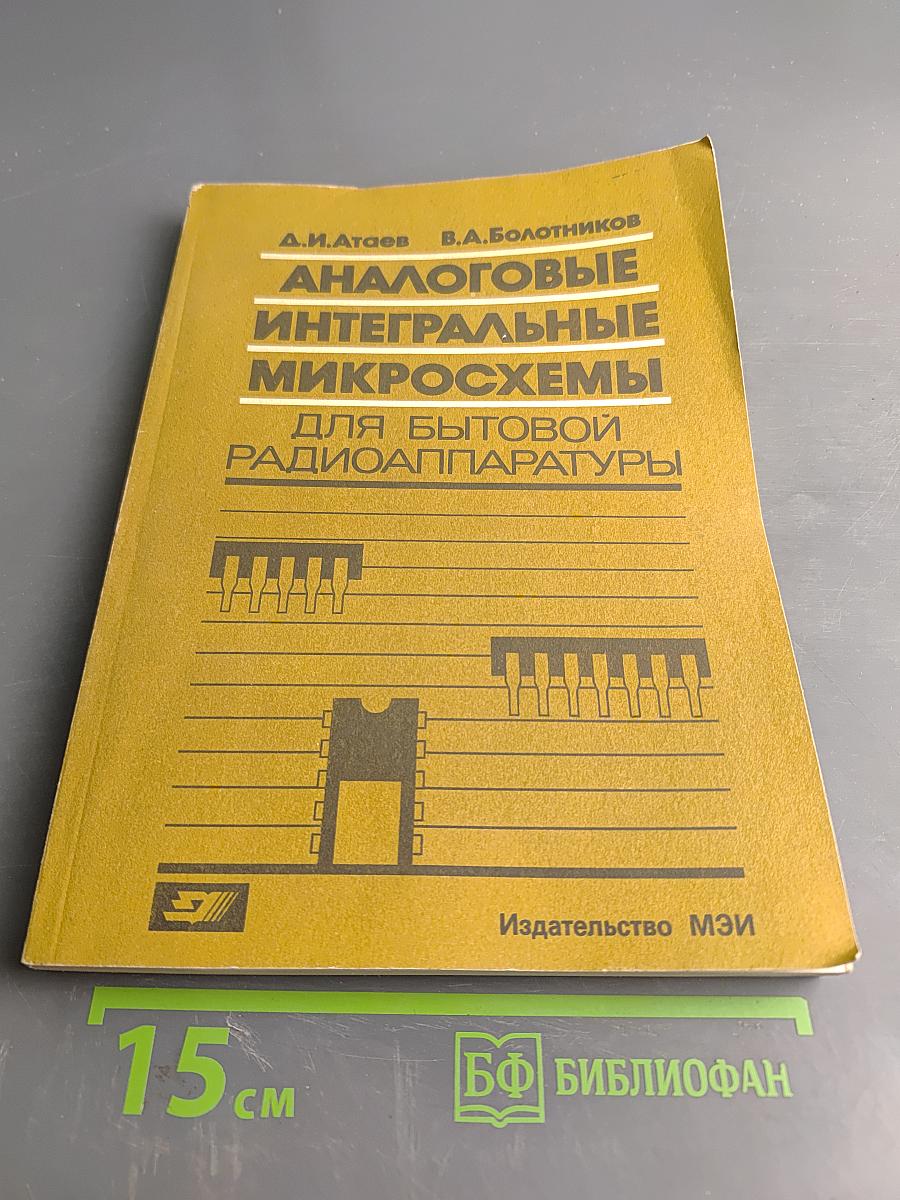 Д.И.Атаев В.А.Болотников
АНАЛОГОВЫЕ
ИНТЕГРАЛЬНЫЕ
МИКРОСХЕМЫ
ДЛЯ БЫТОВОЙ
РАДИОАППАРАТУРЫ
Издательство МЭИ
15 см
БФ БИБЛИОФАН